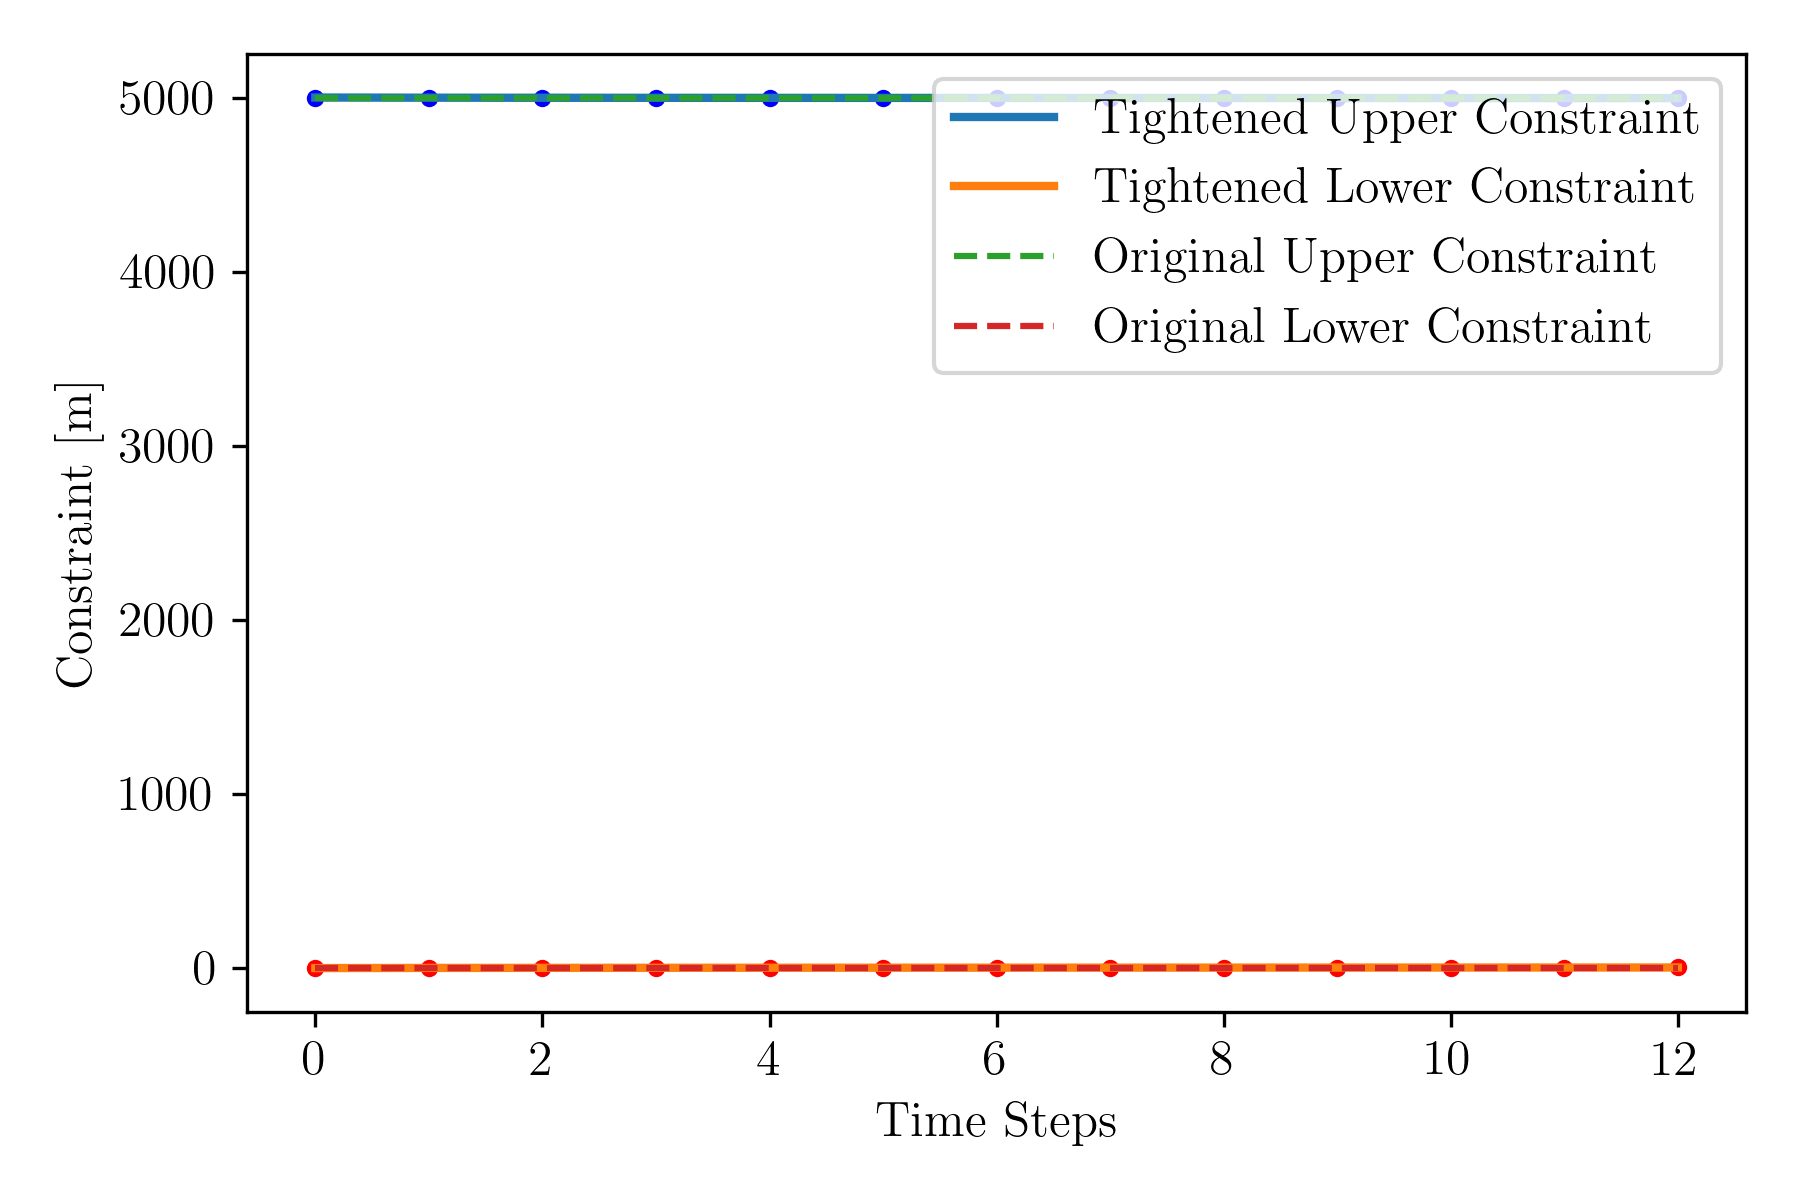 5000
4000
3000
2000
1000
0
Constraint [m]
Tightened Upper Constraint
Tightened Lower Constraint
Original Upper Constraint
Original Lower Constraint
0 2 4 6 8 10 12
Time Steps